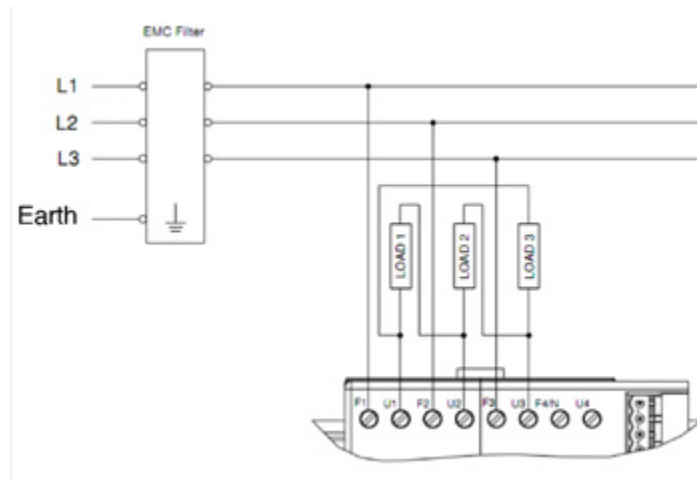 EMC Filter
L1
L2
L3
Earth
LOAD 1
LOAD 2
LOAD 3
F1 U1 F2 U2 F3 U3 F4/N U4